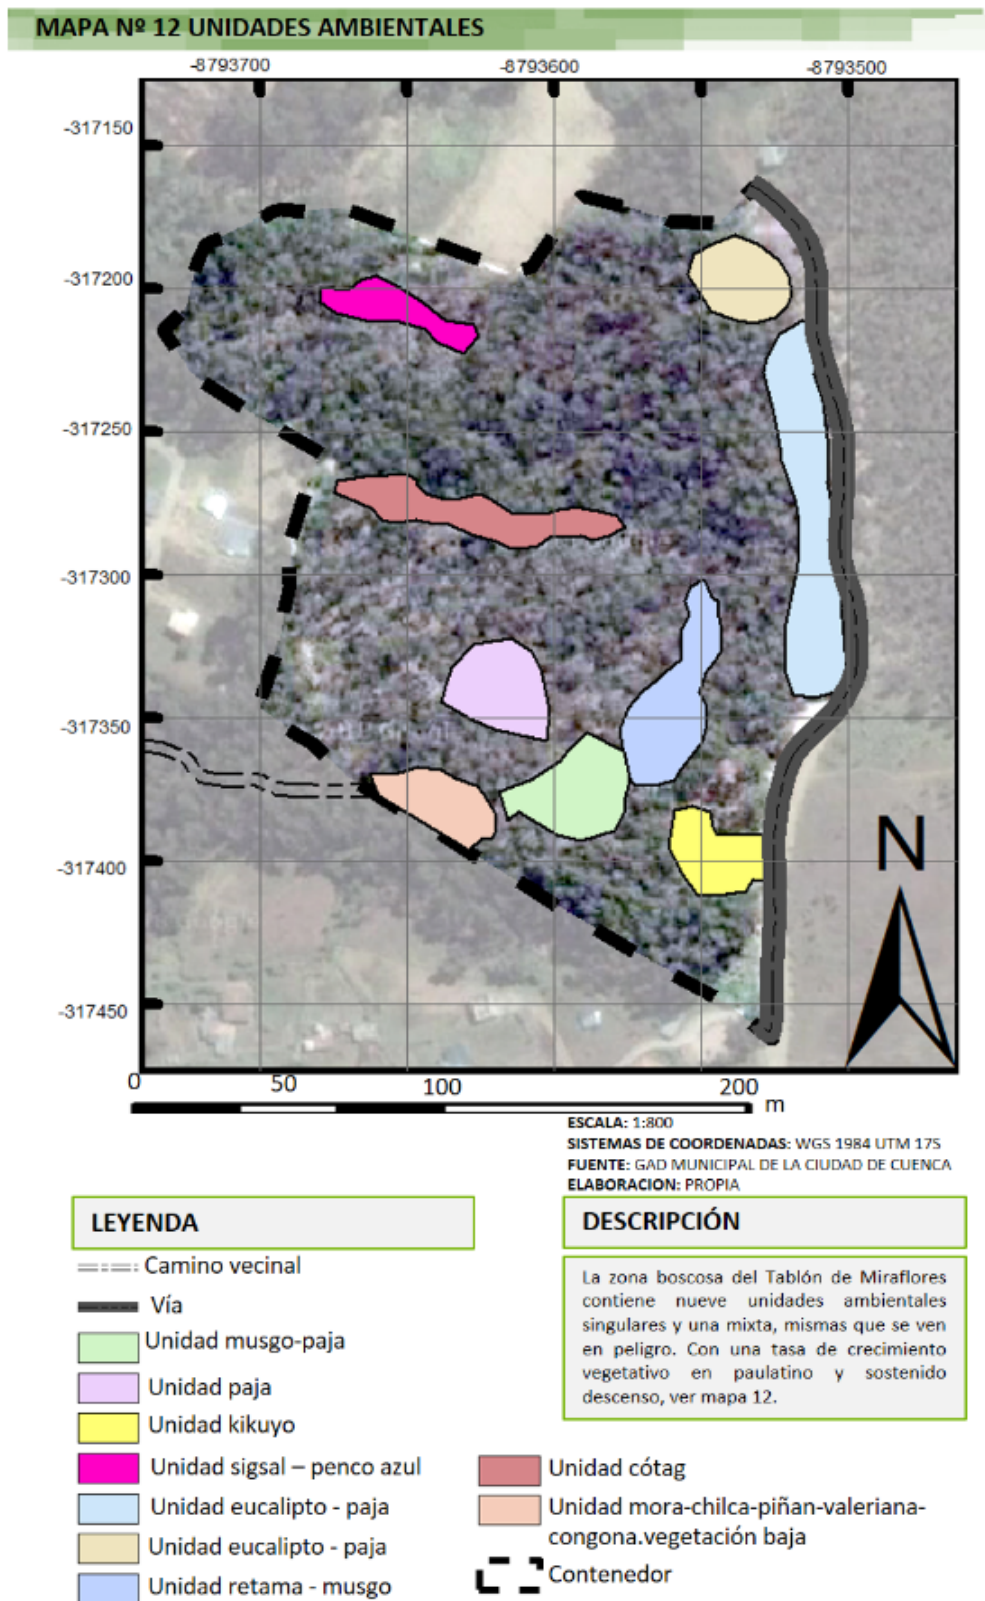 MAPA Nº 12 UNIDADES AMBIENTALES
-8793700
-8793600
-8793500
-317150
-317200
-317250
-317300
-317350
-317400
-317450
N
0
50
100
200
m
ESCALA: 1:800
SISTEMAS DE COORDENADAS: WGS 1984 UTM 17S
FUENTE: GAD MUNICIPAL DE LA CIUDAD DE CUENCA
ELABORACION: PROPIA
LEYENDA
Camino vecinal
Vía
Unidad musgo-paja
Unidad paja
Unidad kikuyo
Unidad sigsal – penco azul
Unidad eucalipto - paja
Unidad eucalipto - paja
Unidad retama - musgo
Unidad cótag
Unidad mora-chilca-piñan-valeriana-
congona.vegetación baja
Contenedor
DESCRIPCIÓN
La zona boscosa del Tablón de Miraflores
contiene nueve unidades ambientales
singulares y una mixta, mismas que se ven
en peligro. Con una tasa de crecimiento
vegetativo en paulatino y sostenido
descenso, ver mapa 12.